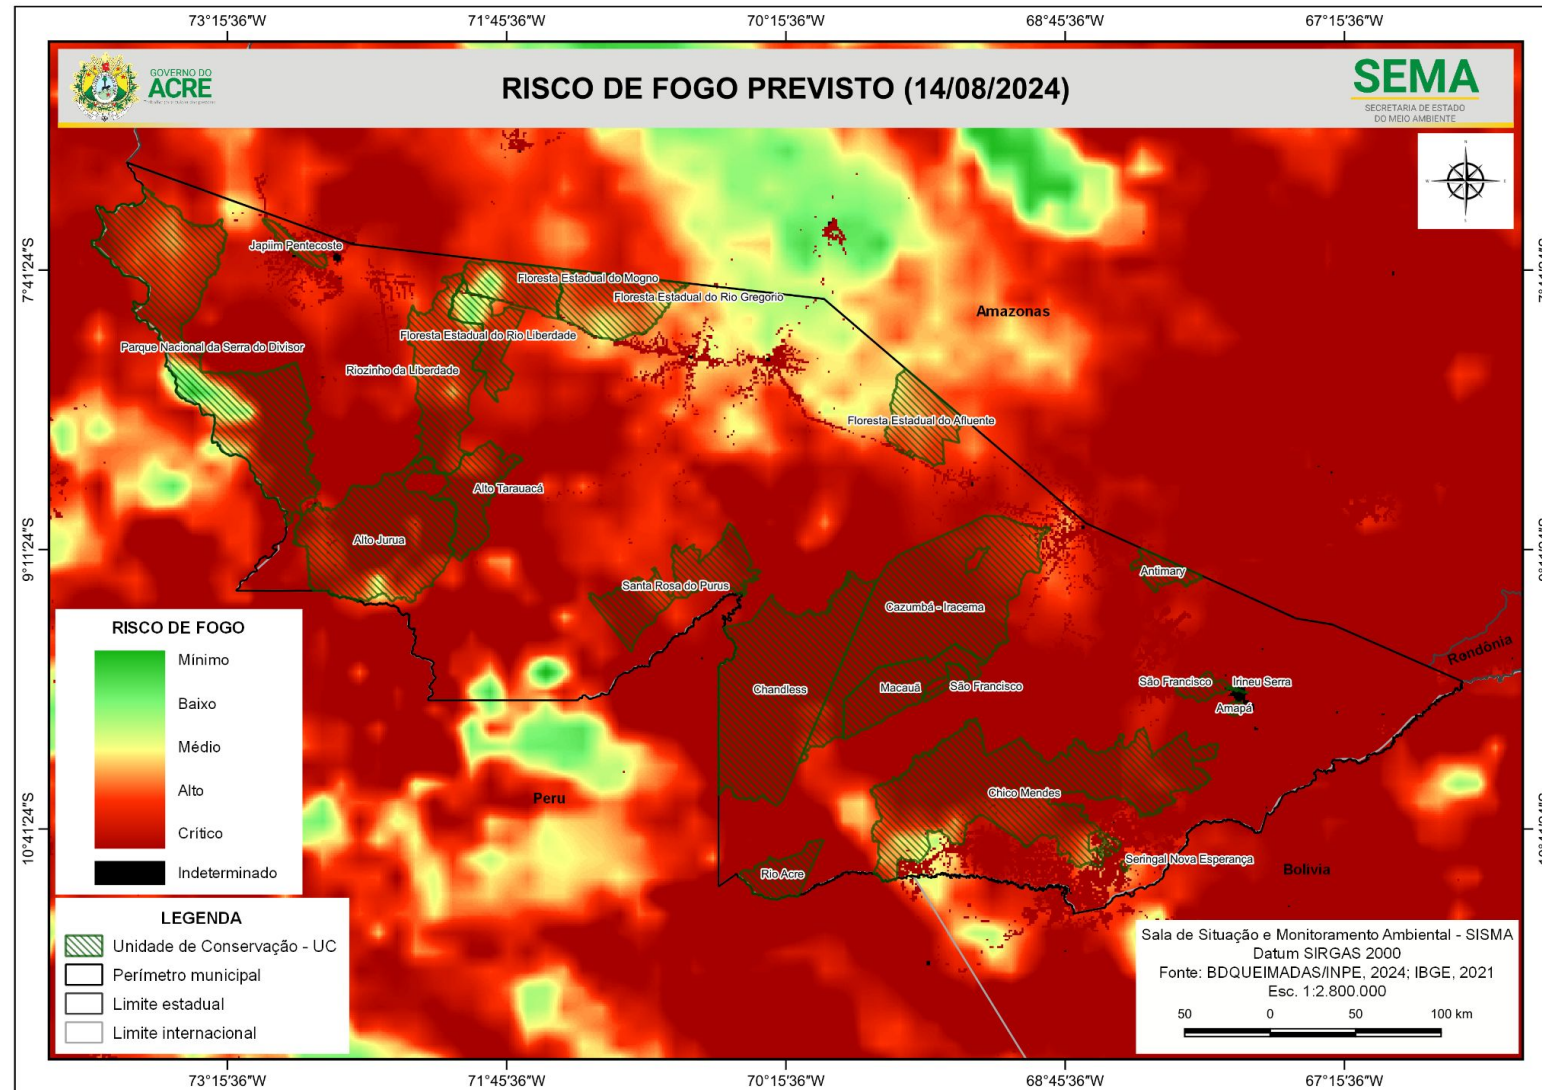 73°15'36"W 71°45'36"W 70°15'36"W 68°45'36"W 67°15'36"W
GOVERNO DO
ACRE
RISCO DE FOGO PREVISTO (14/08/2024)
SEMA
SECRETARIA DE ESTADO
DO MEIO AMBIENTE
N
W E
S
7°41'24"S
9°11'24"S
10°41'24"S
Japiim Pentecoste
Floresta Estadual do Mogno
Floresta Estadual do Rio Gregório
Amazonas
Floresta Estadual do Rio Liberdade
Parque Nacional da Serra do Divisor
Riozinho da Liberdade
Floresta Estadual do Afluente
Alto Tarauacá
Alto Jurua
Antimary
Santa Rosa do Purus
Cazumbá - Iracema
Rondônia
Chandless
Macauã
São Francisco
São Francisco
Irineu Serra
Amapá
Chico Mendes
Peru
Seringal Nova Esperança
Rio Acre
Bolivia
RISCO DE FOGO
Mínimo
Baixo
Médio
Alto
Crítico
Indeterminado
LEGENDA
Unidade de Conservação - UC
Perímetro municipal
Limite estadual
Limite internacional
Sala de Situação e Monitoramento Ambiental - SISMA
Datum SIRGAS 2000
Fonte: BDQUEIMADAS/INPE, 2024; IBGE, 2021
Esc. 1:2.800.000
50 0 50 100 km
73°15'36"W 71°45'36"W 70°15'36"W 68°45'36"W 67°15'36"W